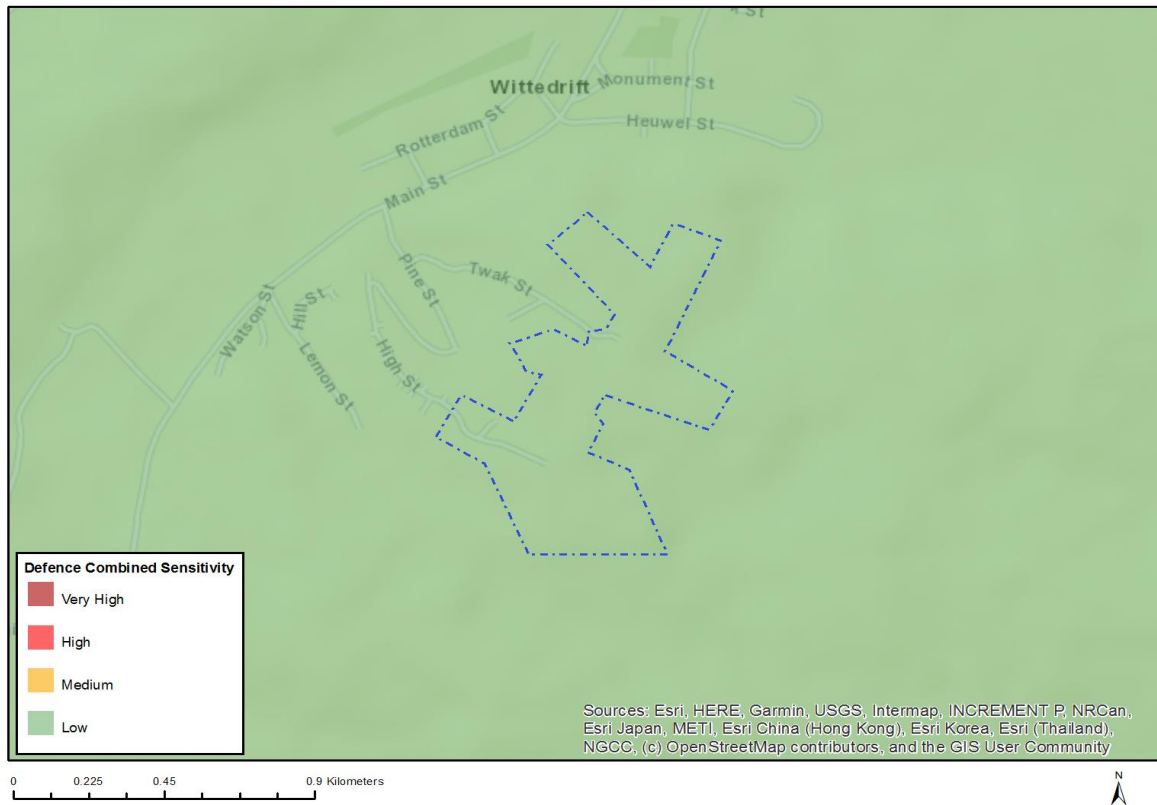 Wittedrift
Monument St
Heuwel St
Rotterdam St
Main St
Pine St
Twak St
Hill St
Watson St
High St
Lemon St
Defence Combined Sensitivity
Very High
High
Medium
Low
Sources: Esri, HERE, Garmin, USGS, Intermap, INCREMENT P, NRCan,
Esri Japan, METI, Esri China (Hong Kong), Esri Korea, Esri (Thailand),
NGCC, (c) OpenStreetMap contributors, and the GIS User Community
0 0.225 0.45 0.9 Kilometers
N